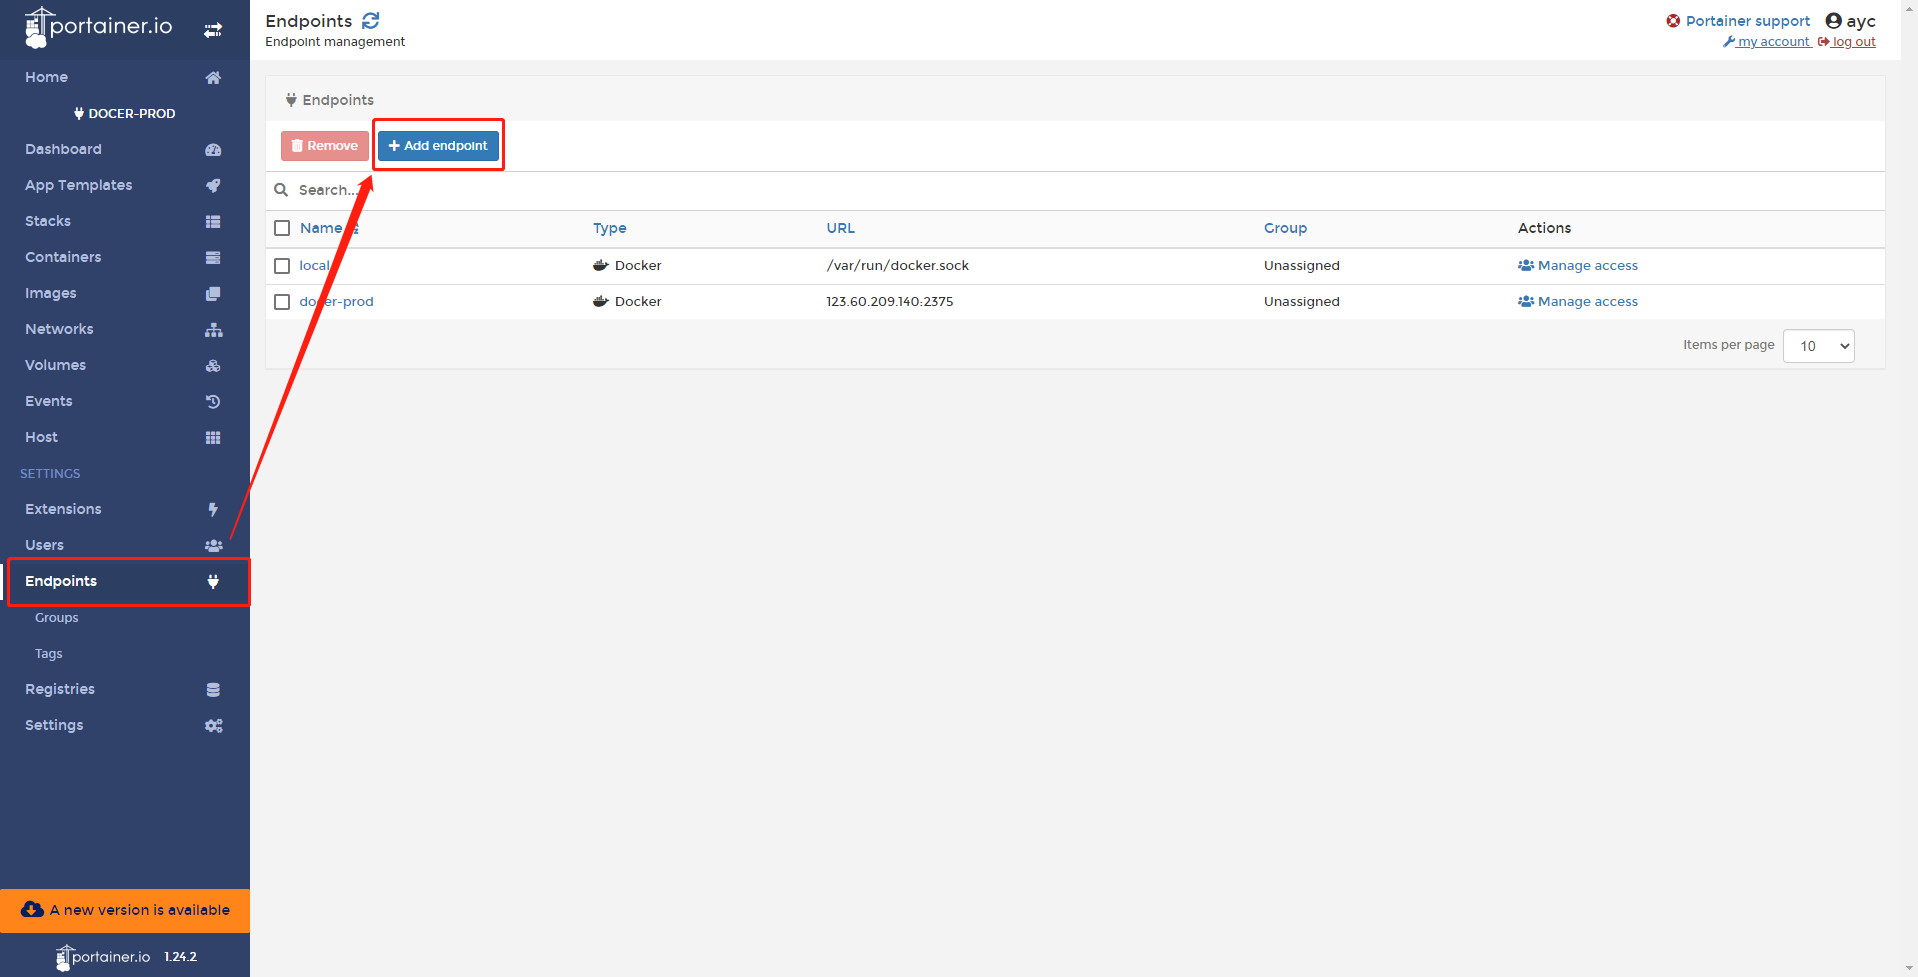 portainer.io
Home
DOCER-PROD
Dashboard
App Templates
Stacks
Containers
Images
Networks
Volumes
Events
Host
SETTINGS
Extensions
Users
Endpoints
Groups
Tags
Registries
Settings
A new version is available
portainer.io 1.24.2
Endpoints
Endpoint management
Portainer support ayc
my account log out
Endpoints
Remove + Add endpoint
Search...
Name Type URL Group Actions
local Docker /var/run/docker.sock Unassigned Manage access
docer-prod Docker 123.60.209.140:2375 Unassigned Manage access
Items per page 10